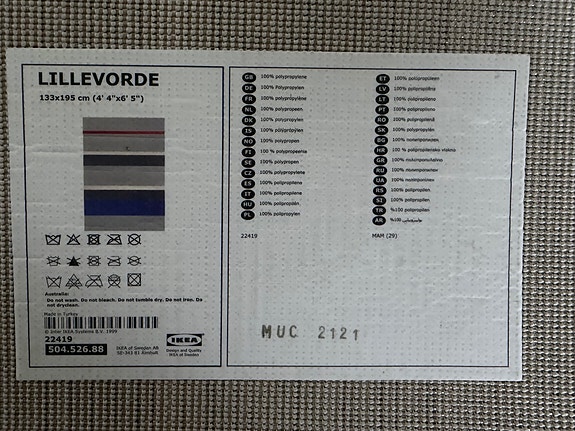 LILLEVORDE
133x195 cm (4' 4"x6' 5")
Australia:
Do not wash. Do not bleach. Do not tumble dry. Do not iron. Do not dryclean.
Made in Turkey
© Inter IKEA Systems B.V. 1999
22419
504.526.88
IKEA of Sweden AB
SE-343 81 Älmhult
IKEA
Design and Quality
IKEA of Sweden
GB 100% polypropylene
DE 100% Polypropylen
FR 100% polypropylène
NL 100% polypropeen
DK 100% polypropylen
IS 100% polýprópýlen
NO 100% polypropen
FI 100 % polypropeenia
SE 100% polypropen
CZ 100% polypropylen
ES 100% polipropileno
IT 100% polipropilene
HU 100% polipropilén
PL 100% polipropylen
22419
ET 100% polüpropüleen
LV 100% polipropilēns
LT 100% polipropilenas
PT 100% polipropileno
RO 100% polipropilenă
SK 100% polypropylén
BG 100% полипропилен
HR 100 % polipropilensko vlakno
GR 100% πολυπροπυλένιο
RU 100% полипропилен
UA 100% поліпропілен
RS 100% polipropilen
SI 100% polipropilen
TR %100 polipropilen
AR %100
MAM (29)
MUC 2121